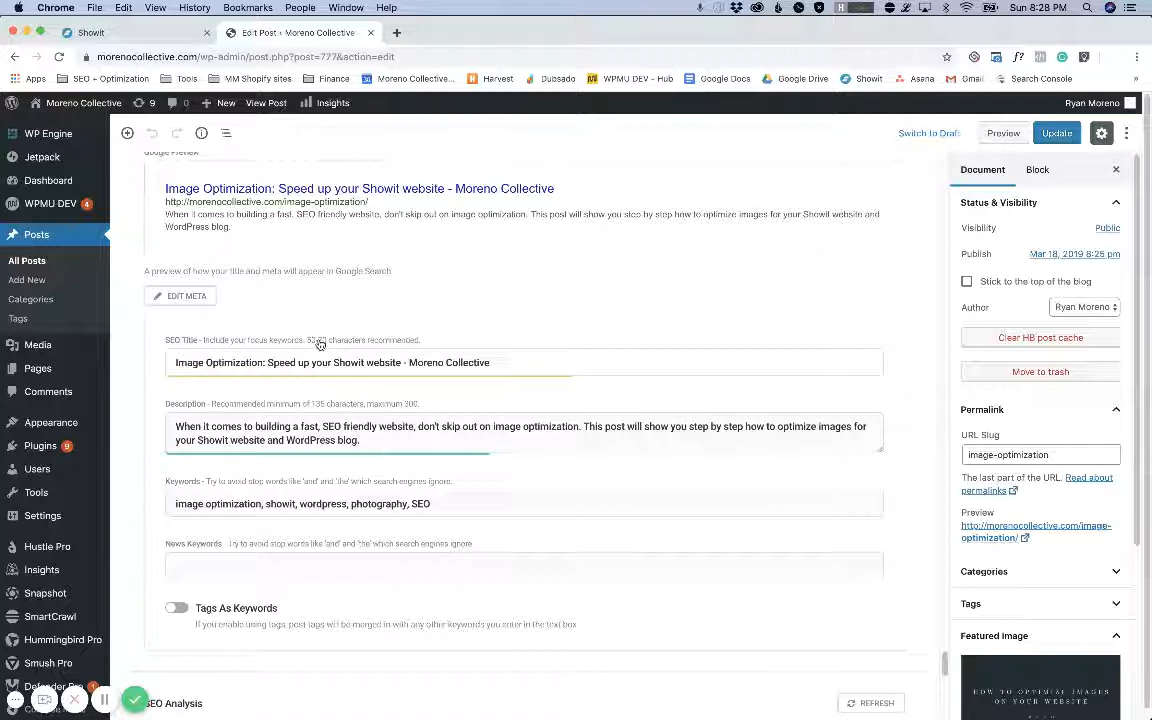 Chrome File Edit View History Bookmarks People Window Help
Sun 8:28 PM
Showit
Edit Post ‹ Moreno Collective
morenocollective.com/wp-admin/post.php?post=777&action=edit
Apps SEO + Optimization Tools MM Shopify sites Finance Moreno Collective... Harvest Dubsado WPMU DEV - Hub Google Docs Google Drive Showit Asana Gmail Search Console »
Moreno Collective 9 0 New View Post Insights Ryan Moreno
WP Engine
Jetpack
Dashboard
WPMU DEV 4
Posts
All Posts
Add New
Categories
Tags
Media
Pages
Comments
Appearance
Plugins 9
Users
Tools
Settings
Hustle Pro
Insights
Snapshot
SmartCrawl
Hummingbird Pro
Smush Pro
Defender Pro 1
Switch to Draft Preview Update
Google Preview
Image Optimization: Speed up your Showit website - Moreno Collective
http://morenocollective.com/image-optimization/
When it comes to building a fast, SEO friendly website, don't skip out on image optimization. This post will show you step by step how to optimize images for your Showit website and
WordPress blog.
A preview of how your title and meta will appear in Google Search
EDIT META
SEO Title - Include your focus keywords. characters recommended.
Image Optimization: Speed up your Showit website - Moreno Collective
Description - Recommended minimum of 135 characters, maximum 300.
When it comes to building a fast, SEO friendly website, don't skip out on image optimization. This post will show you step by step how to optimize images for
your Showit website and WordPress blog.
Keywords - Try to avoid stop words like 'and' and 'the' which search engines ignore.
image optimization, showit, wordpress, photography, SEO
News Keywords - Try to avoid stop words like 'and' and 'the' which search engines ignore
Tags As Keywords
If you enable using tags, post tags will be merged in with any other keywords you enter in the text box
SEO Analysis
REFRESH
Document Block
Status & Visibility
Visibility Public
Publish Mar 18, 2019 8:25 pm
Stick to the top of the blog
Author Ryan Moreno
Clear HB post cache
Move to trash
Permalink
URL Slug
image-optimization
The last part of the URL. Read about
permalinks
Preview
http://morenocollective.com/image-
optimization/
Categories
Tags
Featured Image
HOW TO OPTIMIZE IMAGES
ON YOUR WEBSITE